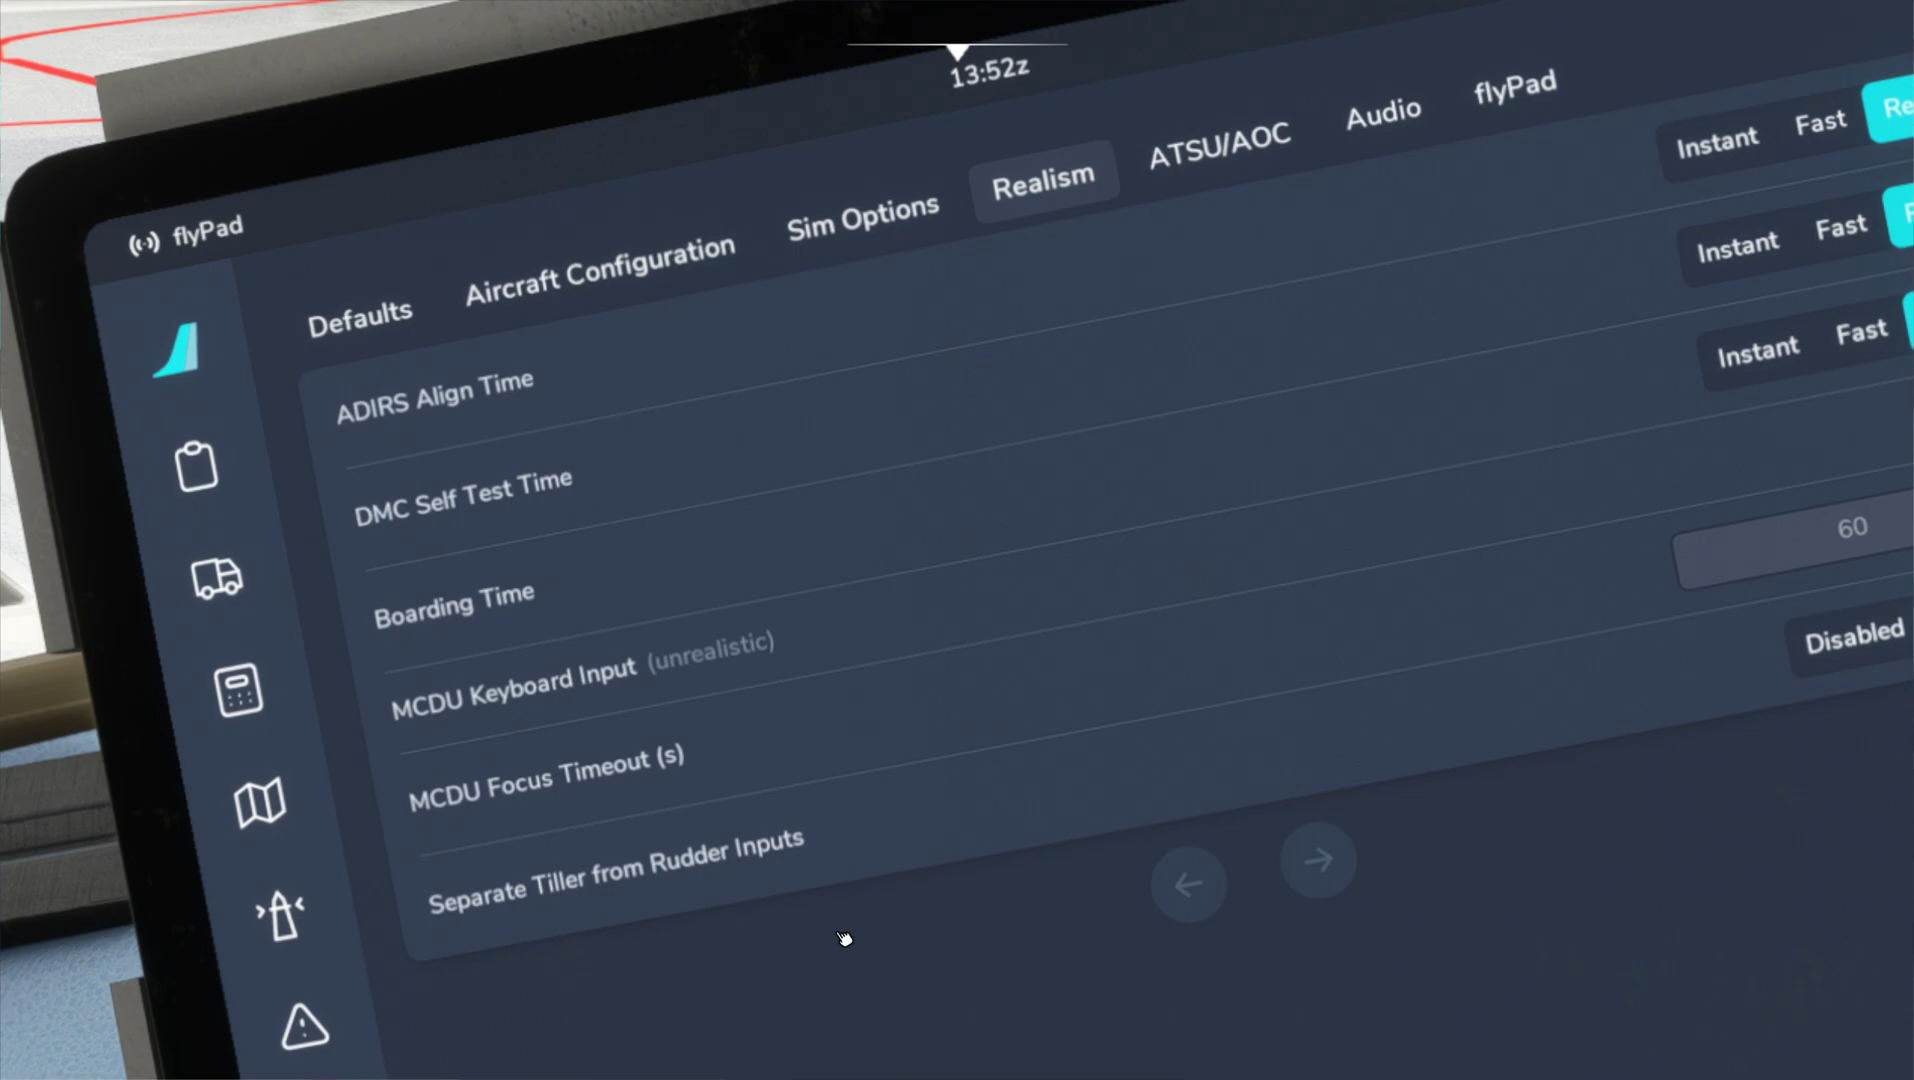 13:52z
flyPad
Defaults Aircraft Configuration Sim Options Realism ATSU/AOC Audio flyPad
ADIRS Align Time Instant Fast
DMC Self Test Time Instant Fast
Boarding Time Instant Fast
MCDU Keyboard Input (unrealistic)
MCDU Focus Timeout (s) 60
Separate Tiller from Rudder Inputs Disabled